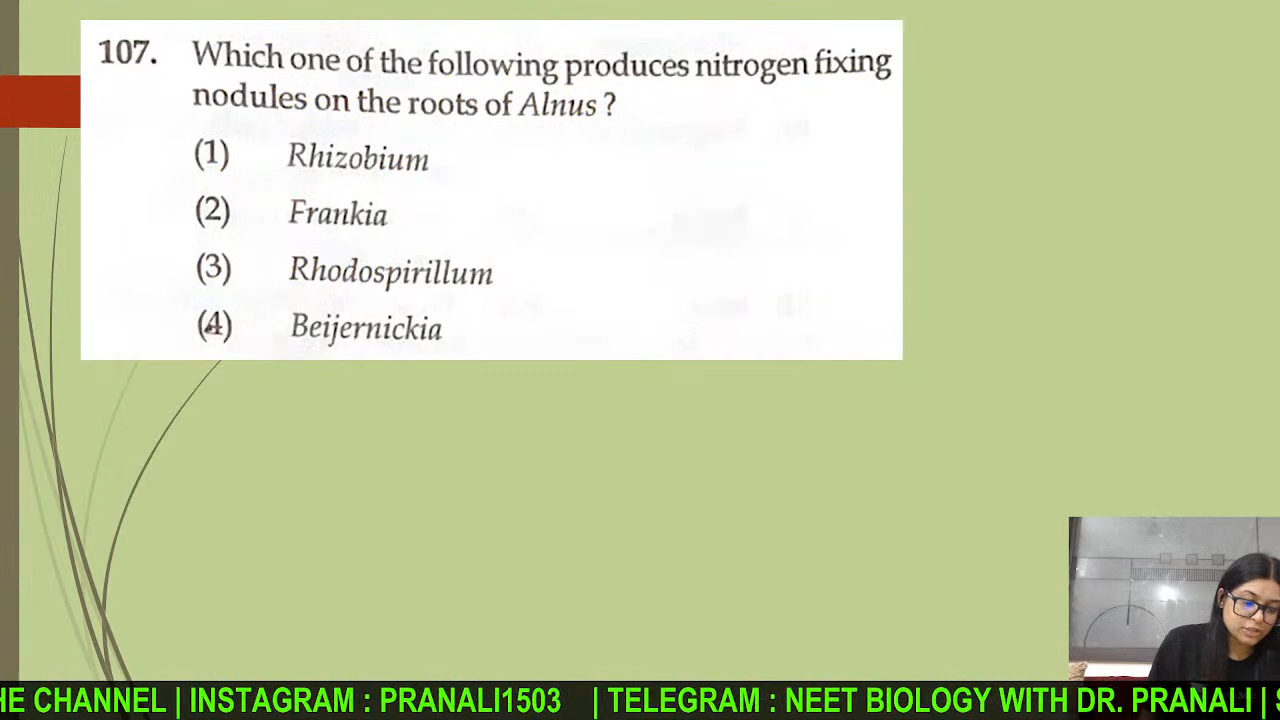 107. Which one of the following produces nitrogen fixing
nodules on the roots of Alnus ?
(1) Rhizobium
(2) Frankia
(3) Rhodospirillum
(4) Beijernickia
HE CHANNEL | INSTAGRAM : PRANALI1503 | TELEGRAM : NEET BIOLOGY WITH DR. PRANALI | S